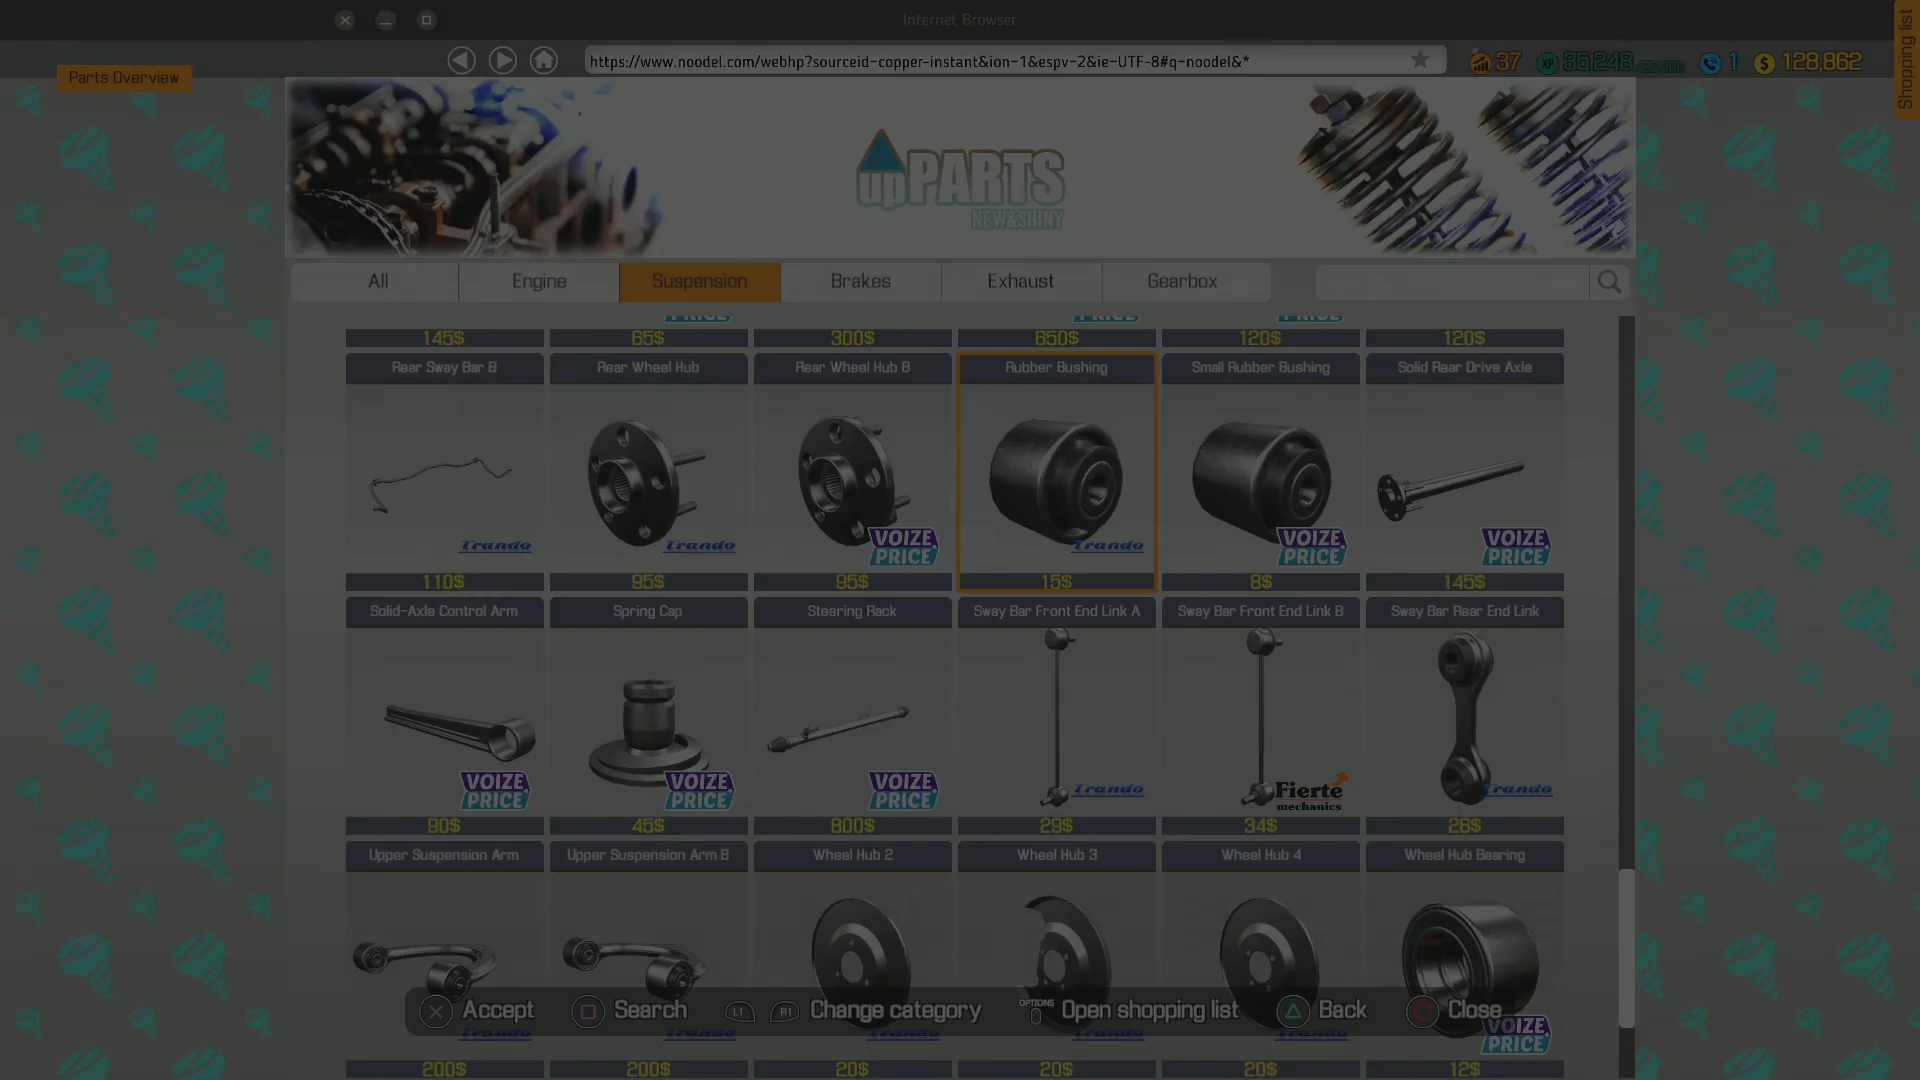 Internet Browser
https://www.noodel.com/webhp?sourceid-copper-instant&ion-1&espv-2&ie-UTF-8#q-noodel&*
37
XP 35,248
1
$ 128,862
Shopping list
Parts Overview
upPARTS
NEW&SHINY
All
Engine
Suspension
Brakes
Exhaust
Gearbox
145$
65$
300$
650$
120$
120$
Rear Sway Bar B
Rear Wheel Hub
Rear Wheel Hub B
Rubber Bushing
Small Rubber Bushing
Solid Rear Drive Axle
Trando
Trando
VOIZE.
PRICE
Trando
VOIZE.
PRICE
VOIZE.
PRICE
110$
95$
95$
15$
8$
145$
Solid-Axle Control Arm
Spring Cap
Steering Rack
Sway Bar Front End Link A
Sway Bar Front End Link B
Sway Bar Rear End Link
VOIZE.
PRICE
VOIZE.
PRICE
VOIZE.
PRICE
Trando
Fierte
mechanics
Trando
90$
45$
800$
29$
34$
26$
Upper Suspension Arm
Upper Suspension Arm B
Wheel Hub 2
Wheel Hub 3
Wheel Hub 4
Wheel Hub Bearing
Accept
Search
L1
R1
Change category
OPTIONS
Open shopping list
Back
Close
VOIZE.
PRICE
200$
200$
20$
20$
20$
12$